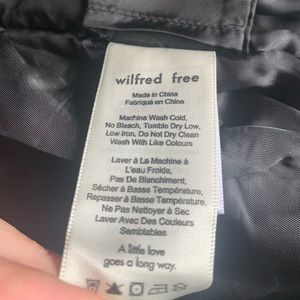 wilfred free
Made in China
Fabriqué en Chine
Machine Wash Cold,
No Bleach, Tumble Dry Low,
Low Iron, Do Not Dry Clean
Wash With Like Colours
Laver À La Machine À
L'eau Froide,
Pas De Blanchiment,
Sécher à Basse Température,
Repasser à Basse Température,
Ne Pas Nettoyer à Sac
Laver Avec Des Couleurs
Semblables
A little love
goes a long way.